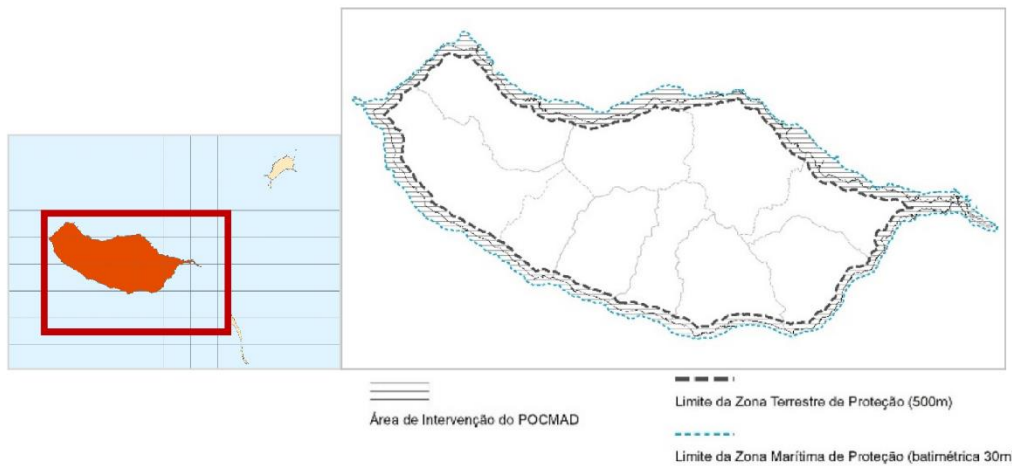 Área de Intervenção do POCMAD
Limite da Zona Terrestre de Proteção (500m)
Limite da Zona Marítima de Proteção (batimétrica 30m